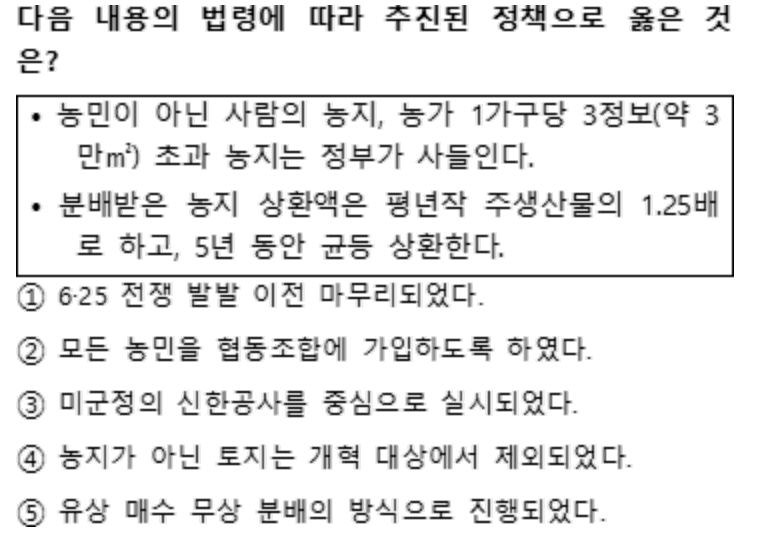 다음 내용의 법령에 따라 추진된 정책으로 옳은 것
은?
• 농민이 아닌 사람의 농지, 농가 1가구당 3정보(약 3
만㎡) 초과 농지는 정부가 사들인다.
• 분배받은 농지 상환액은 평년작 주생산물의 1.25배
로 하고, 5년 동안 균등 상환한다.
① 6·25 전쟁 발발 이전 마무리되었다.
② 모든 농민을 협동조합에 가입하도록 하였다.
③ 미군정의 신한공사를 중심으로 실시되었다.
④ 농지가 아닌 토지는 개혁 대상에서 제외되었다.
⑤ 유상 매수 무상 분배의 방식으로 진행되었다.